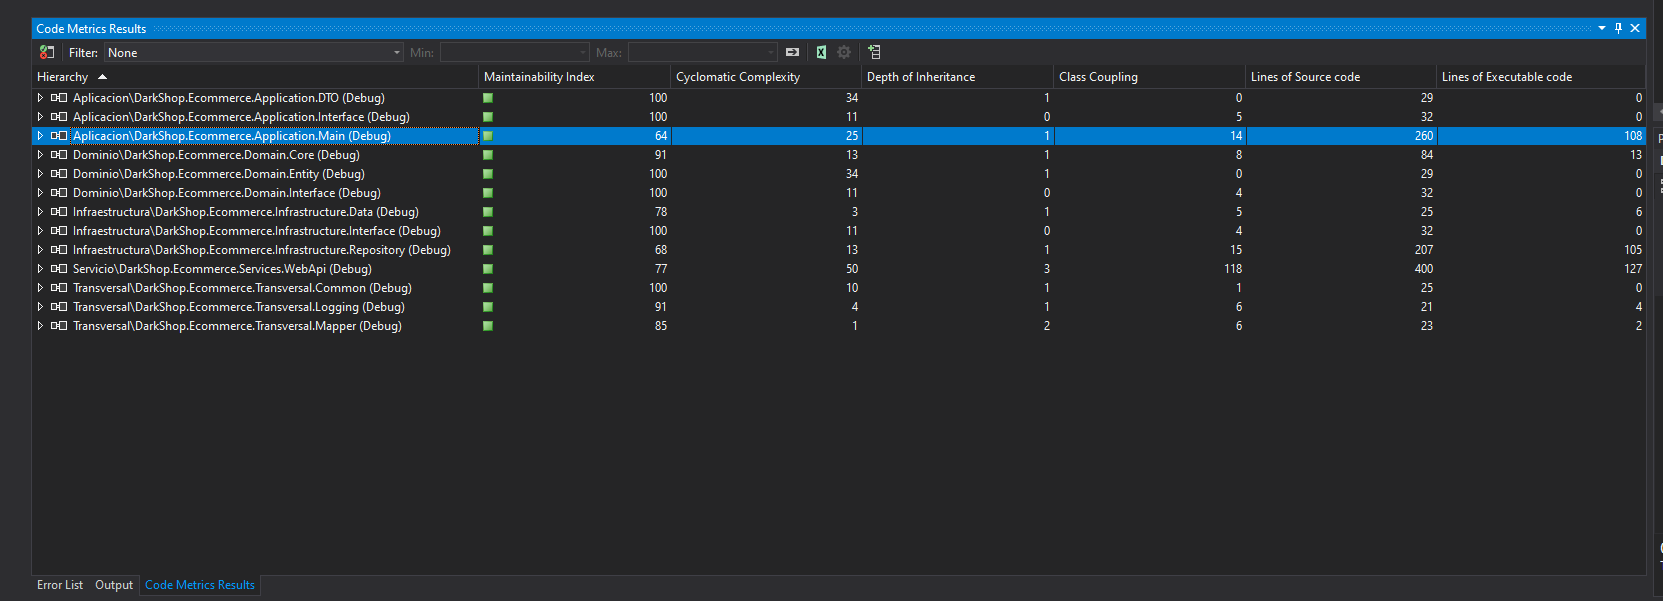 Code Metrics Results
Filter: None Min: Max:
Hierarchy Maintainability Index Cyclomatic Complexity Depth of Inheritance Class Coupling Lines of Source code Lines of Executable code
Aplicacion\DarkShop.Ecommerce.Application.DTO (Debug) 100 34 1 0 29 0
Aplicacion\DarkShop.Ecommerce.Application.Interface (Debug) 100 11 0 5 32 0
Aplicacion\DarkShop.Ecommerce.Application.Main (Debug) 64 25 1 14 260 108
Dominio\DarkShop.Ecommerce.Domain.Core (Debug) 91 13 1 8 84 13
Dominio\DarkShop.Ecommerce.Domain.Entity (Debug) 100 34 1 0 29 0
Dominio\DarkShop.Ecommerce.Domain.Interface (Debug) 100 11 0 4 32 0
Infraestructura\DarkShop.Ecommerce.Infrastructure.Data (Debug) 78 3 1 5 25 6
Infraestructura\DarkShop.Ecommerce.Infrastructure.Interface (Debug) 100 11 0 4 32 0
Infraestructura\DarkShop.Ecommerce.Infrastructure.Repository (Debug) 68 13 1 15 207 105
Servicio\DarkShop.Ecommerce.Services.WebApi (Debug) 77 50 3 118 400 127
Transversal\DarkShop.Ecommerce.Transversal.Common (Debug) 100 10 1 1 25 0
Transversal\DarkShop.Ecommerce.Transversal.Logging (Debug) 91 4 1 6 21 4
Transversal\DarkShop.Ecommerce.Transversal.Mapper (Debug) 85 1 2 6 23 2
Error List Output Code Metrics Results